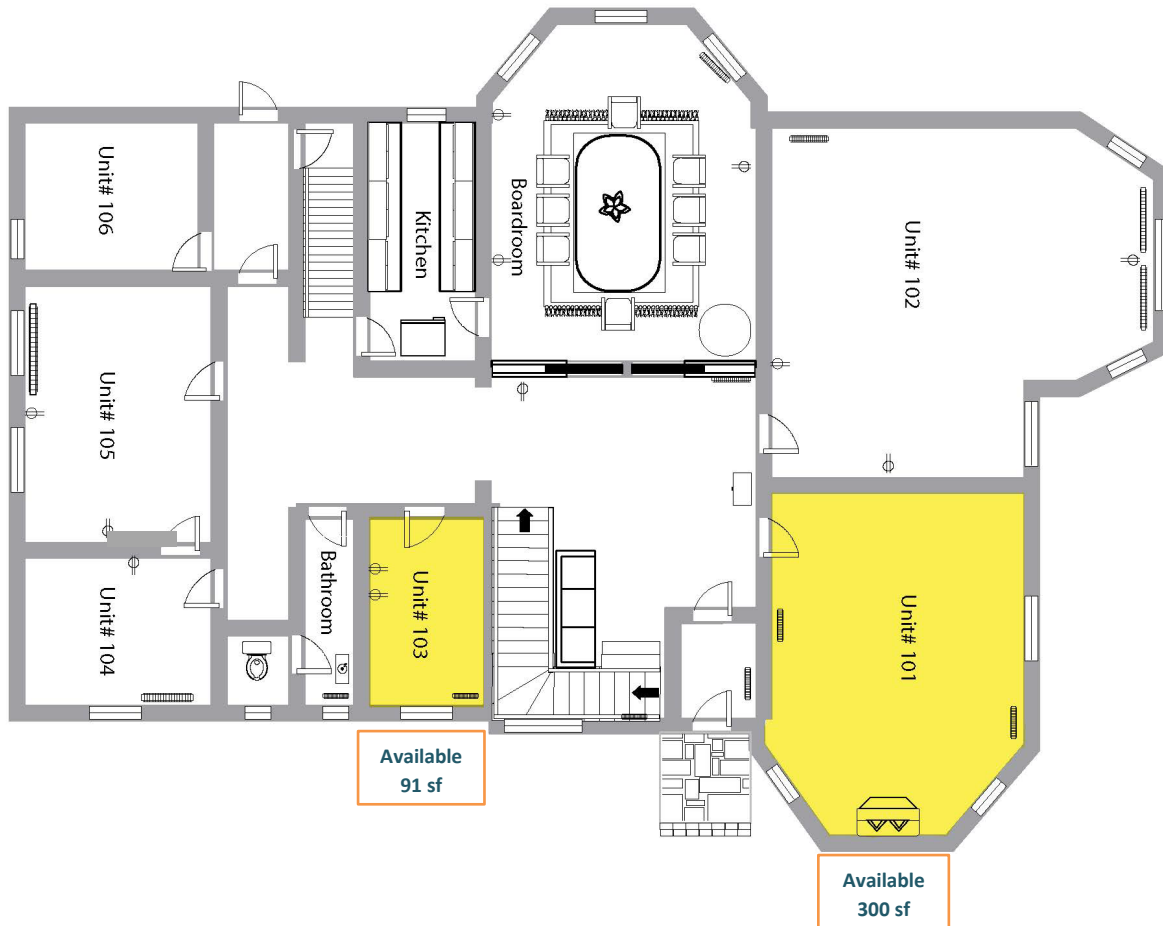 Unit# 106
Kitchen
Boardroom
Unit# 102
Unit# 105
Unit# 104
Bathroom
Unit# 103
Unit# 101
Available
91 sf
Available
300 sf